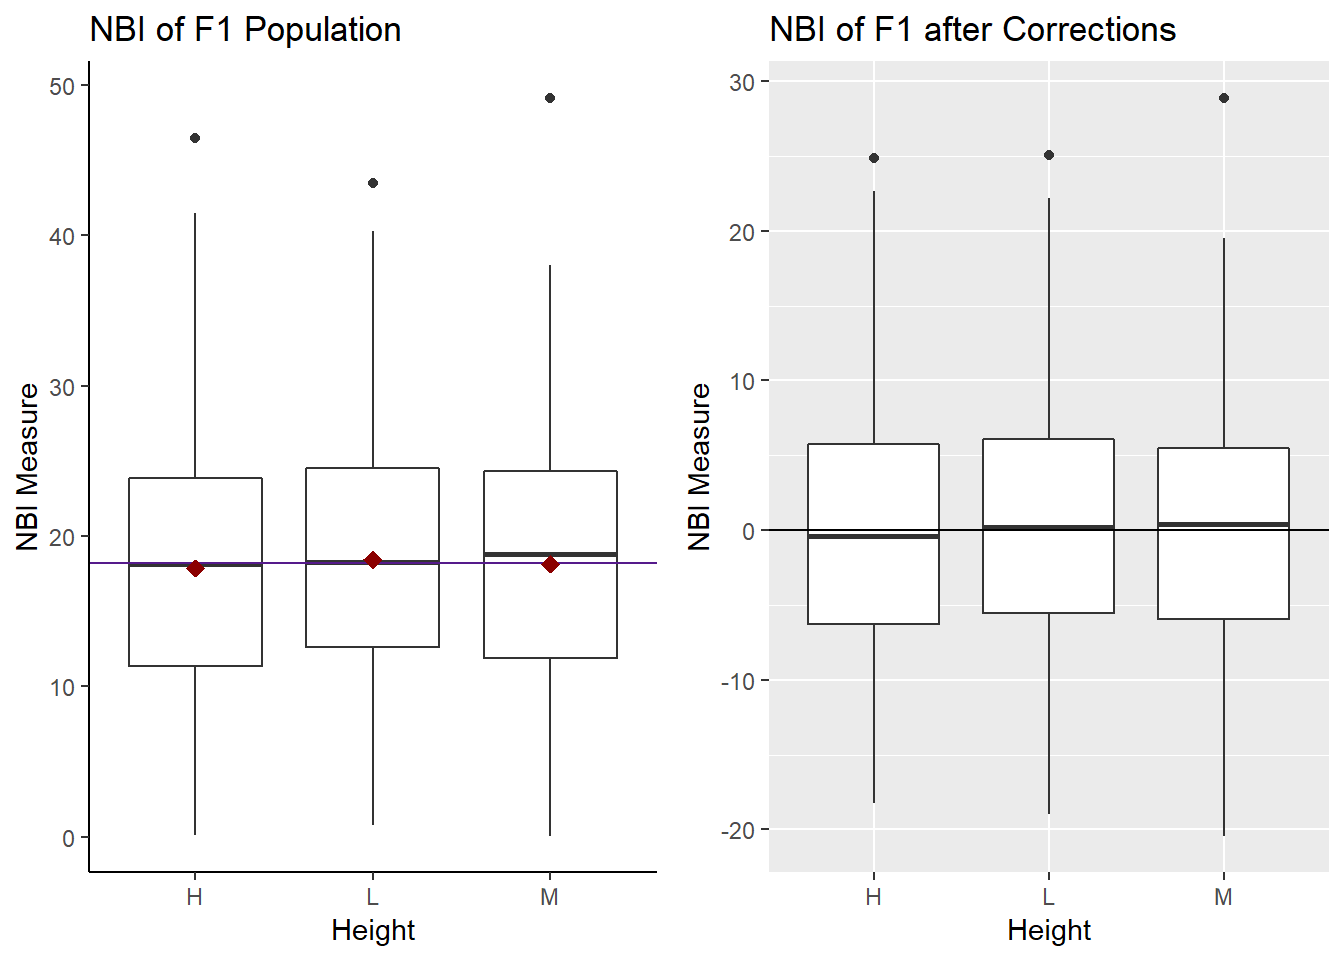 NBI of F1 Population
50
40
30
20
10
0
NBI Measure
H L M
Height
NBI of F1 after Corrections
30
20
10
0
-10
-20
NBI Measure
H L M
Height